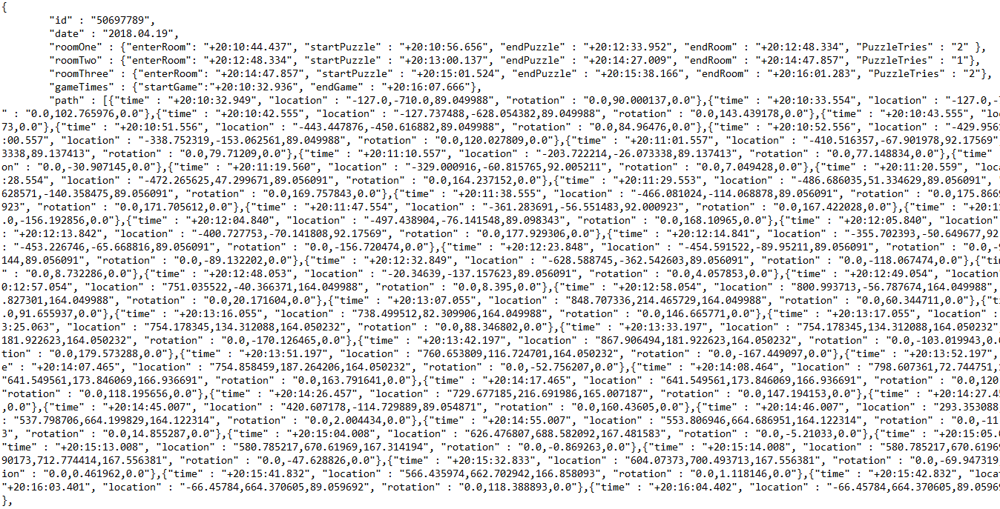 {
"id" : "50697789",
"date" : "2018.04.19",
"roomOne" : {"enterRoom": "+20:10:44.437", "startPuzzle" : "+20:10:56.656", "endPuzzle" : "+20:12:33.952", "endRoom" : "+20:12:48.334", "PuzzleTries" : "2" },
"roomTwo" : {"enterRoom": "+20:12:48.334", "startPuzzle" : "+20:13:00.137", "endPuzzle" : "+20:14:27.009", "endRoom" : "+20:14:47.857", "PuzzleTries" : "1"},
"roomThree" : {"enterRoom": "+20:14:47.857", "startPuzzle" : "+20:15:01.524", "endPuzzle" : "+20:15:38.166", "endRoom" : "+20:16:01.283", "PuzzleTries" : "2"},
"gameTimes" : {"startGame":"+20:10:32.936", "endGame" : "+20:16:07.666"},
"path" : [{"time" : "+20:10:32.949", "location" : "-127.0,-710.0,89.049988", "rotation" : "0.0,90.000137,0.0"},{"time" : "+20:10:33.554", "location" : "-127.0,-
" : "0.0,102.765976,0.0"},{"time" : "+20:10:42.555", "location" : "-127.737488,-628.054382,89.049988", "rotation" : "0.0,143.439178,0.0"},{"time" : "+20:10:43.555", "lo
73,0.0"},{"time" : "+20:10:51.556", "location" : "-443.447876,-450.616882,89.049988", "rotation" : "0.0,84.96476,0.0"},{"time" : "+20:10:52.556", "location" : "-429.956
:00.557", "location" : "-338.752319,-153.062561,89.049988", "rotation" : "0.0,120.027809,0.0"},{"time" : "+20:11:01.557", "location" : "-410.516357,-67.901978,92.17569"
3338,89.137413", "rotation" : "0.0,79.71209,0.0"},{"time" : "+20:11:10.557", "location" : "-203.722214,-26.073338,89.137413", "rotation" : "0.0,77.148834,0.0"},{"time" :
on" : "0.0,-30.907145,0.0"},{"time" : "+20:11:19.560", "location" : "-329.000916,-60.815765,92.005211", "rotation" : "0.0,7.049428,0.0"},{"time" : "+20:11:20.559", "loca
:28.554", "location" : "-472.265625,47.299671,89.056091", "rotation" : "0.0,164.237152,0.0"},{"time" : "+20:11:29.553", "location" : "-486.686035,51.334629,89.056091",
628571,-140.358475,89.056091", "rotation" : "0.0,169.757843,0.0"},{"time" : "+20:11:38.555", "location" : "-466.081024,-114.068878,89.056091", "rotation" : "0.0,175.8669
923", "rotation" : "0.0,171.705612,0.0"},{"time" : "+20:11:47.554", "location" : "-361.283691,-56.551483,92.000923", "rotation" : "0.0,167.422028,0.0"},{"time" : "+20:11
.0,-156.192856,0.0"},{"time" : "+20:12:04.840", "location" : "-497.438904,-76.141548,89.098343", "rotation" : "0.0,168.10965,0.0"},{"time" : "+20:12:05.840", "location"
: "+20:12:13.842", "location" : "-400.727753,-70.141808,92.17569", "rotation" : "0.0,177.929306,0.0"},{"time" : "+20:12:14.841", "location" : "-355.702393,-50.649677,92
: "-453.226746,-65.668816,89.056091", "rotation" : "0.0,-156.720474,0.0"},{"time" : "+20:12:23.848", "location" : "-454.591522,-89.95211,89.056091", "rotation" : "0.0,-9
144,89.056091", "rotation" : "0.0,-89.132202,0.0"},{"time" : "+20:12:32.849", "location" : "-628.588745,-362.542603,89.056091", "rotation" : "0.0,-118.067474,0.0"},{"tim
" : "0.0,8.732286,0.0"},{"time" : "+20:12:48.053", "location" : "-20.34639,-137.157623,89.056091", "rotation" : "0.0,4.057853,0.0"},{"time" : "+20:12:49.054", "location"
0:12:57.054", "location" : "751.035522,-40.366371,164.049988", "rotation" : "0.0,8.395,0.0"},{"time" : "+20:12:58.054", "location" : "800.993713,-56.787674,164.049988",
.827301,164.049988", "rotation" : "0.0,20.171604,0.0"},{"time" : "+20:13:07.055", "location" : "848.707336,214.465729,164.049988", "rotation" : "0.0,60.344711,0.0"},{"ti
.0,91.655937,0.0"},{"time" : "+20:13:16.055", "location" : "738.499512,82.309906,164.049988", "rotation" : "0.0,146.665771,0.0"},{"time" : "+20:13:17.055", "location" :
3:25.063", "location" : "754.178345,134.312088,164.050232", "rotation" : "0.0,88.346802,0.0"},{"time" : "+20:13:33.197", "location" : "754.178345,134.312088,164.050232"
181.922623,164.050232", "rotation" : "0.0,-170.126465,0.0"},{"time" : "+20:13:42.197", "location" : "867.906494,181.922623,164.050232", "rotation" : "0.0,-103.019943,0.0
tion" : "0.0,179.573288,0.0"},{"time" : "+20:13:51.197", "location" : "760.653809,116.724701,164.050232", "rotation" : "0.0,-167.449097,0.0"},{"time" : "+20:13:52.197",
e" : "+20:14:07.465", "location" : "754.858459,187.264206,164.050232", "rotation" : "0.0,-52.756207,0.0"},{"time" : "+20:14:08.464", "location" : "798.607361,72.744751,1
"641.549561,173.846069,166.936691", "rotation" : "0.0,163.791641,0.0"},{"time" : "+20:14:17.465", "location" : "641.549561,173.846069,166.936691", "rotation" : "0.0,120
"rotation" : "0.0,118.195656,0.0"},{"time" : "+20:14:26.457", "location" : "729.677185,216.691986,165.007187", "rotation" : "0.0,147.194153,0.0"},{"time" : "+20:14:27.45
,0.0"},{"time" : "+20:14:45.007", "location" : "420.607178,-114.729889,89.054871", "rotation" : "0.0,160.43605,0.0"},{"time" : "+20:14:46.007", "location" : "293.353088,
: "537.798706,664.199829,164.122314", "rotation" : "0.0,2.004434,0.0"},{"time" : "+20:14:55.007", "location" : "553.806946,664.686951,164.122314", "rotation" : "0.0,-11
3", "rotation" : "0.0,14.855287,0.0"},{"time" : "+20:15:04.008", "location" : "626.476807,688.582092,167.481583", "rotation" : "0.0,-5.21033,0.0"},{"time" : "+20:15:05.0
"time" : "+20:15:13.008", "location" : "580.785217,670.61969,167.314194", "rotation" : "0.0,-0.869263,0.0"},{"time" : "+20:15:14.008", "location" : "580.785217,670.6196
90173,712.774414,167.556381", "rotation" : "0.0,-47.628826,0.0"},{"time" : "+20:15:32.833", "location" : "604.07373,700.493713,167.556381", "rotation" : "0.0,-69.947319
ion" : "0.0,0.461962,0.0"},{"time" : "+20:15:41.832", "location" : "566.435974,662.702942,166.858093", "rotation" : "0.0,1.118146,0.0"},{"time" : "+20:15:42.832", "loca
"+20:16:03.401", "location" : "-66.45784,664.370605,89.059692", "rotation" : "0.0,118.388893,0.0"},{"time" : "+20:16:04.402", "location" : "-66.45784,664.370605,89.05969
},